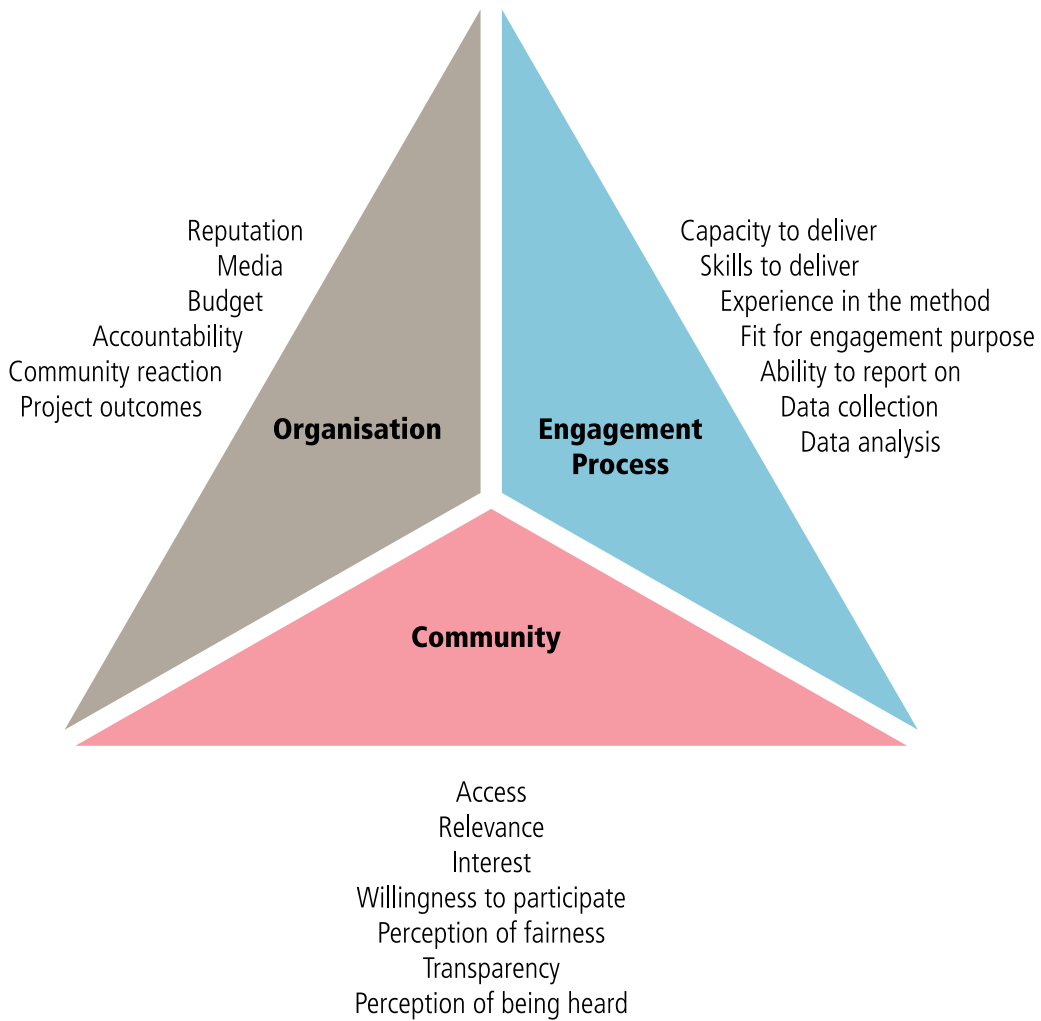 Reputation
Media
Budget
Accountability
Community reaction
Project outcomes
Organisation
Engagement
Process
Capacity to deliver
Skills to deliver
Experience in the method
Fit for engagement purpose
Ability to report on
Data collection
Data analysis
Community
Access
Relevance
Interest
Willingness to participate
Perception of fairness
Transparency
Perception of being heard